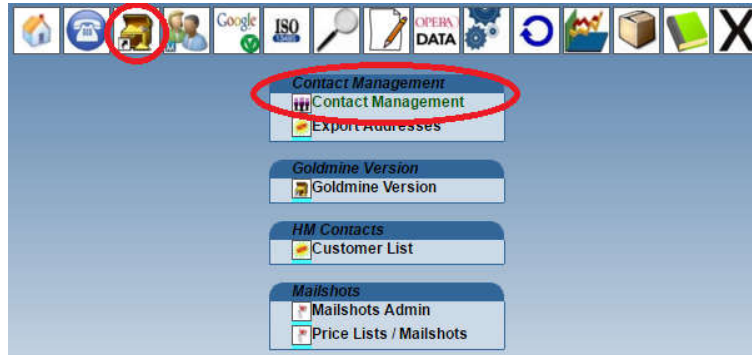 Google
ISO
OPERA
DATA
X
Contact Management
Contact Management
Export Addresses
Goldmine Version
Goldmine Version
HM Contacts
Customer List
Mailshots
Mailshots Admin
Price Lists / Mailshots